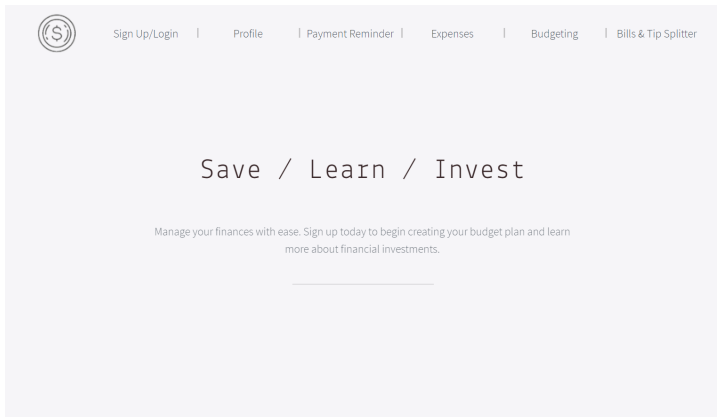 $
Sign Up/Login | Profile | Payment Reminder | Expenses | Budgeting | Bills & Tip Splitter
Save / Learn / Invest
Manage your finances with ease. Sign up today to begin creating your budget plan and learn
more about financial investments.